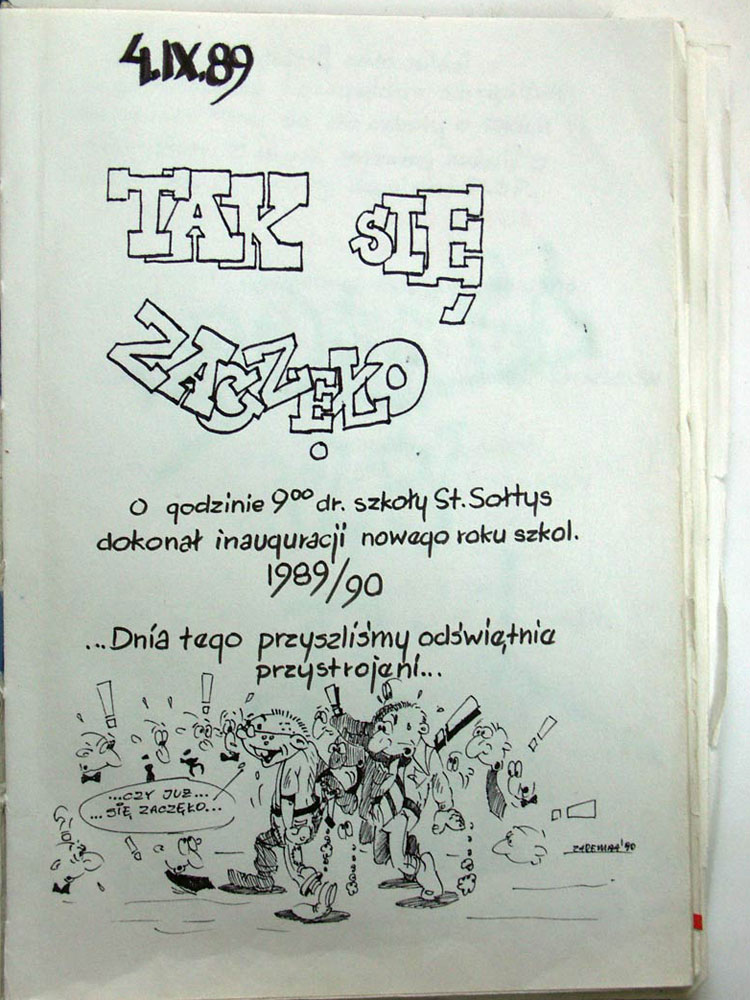 4.IX.89
TAK SIĘ
ZACZĘŁO
O godzinie 9⁰⁰ dr. szkoły St. Sołtys
dokonał inauguracji nowego roku szkol.
1989/90
...Dnia tego przyszliśmy odświętnie
przystrojeni...
...CZY JUŻ...
...SIĘ ZACZĘŁO...
'90